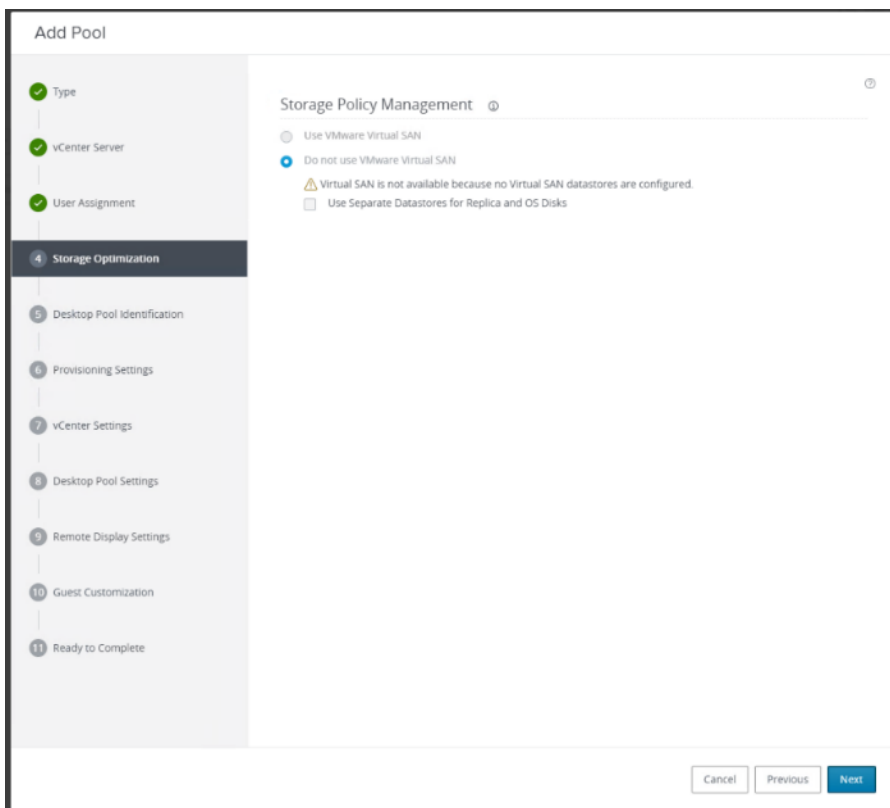 Add Pool
Type
vCenter Server
User Assignment
4 Storage Optimization
5 Desktop Pool Identification
6 Provisioning Settings
7 vCenter Settings
8 Desktop Pool Settings
9 Remote Display Settings
10 Guest Customization
11 Ready to Complete
Storage Policy Management
Use VMware Virtual SAN
Do not use VMware Virtual SAN
Virtual SAN is not available because no Virtual SAN datastores are configured.
Use Separate Datastores for Replica and OS Disks
Cancel Previous Next